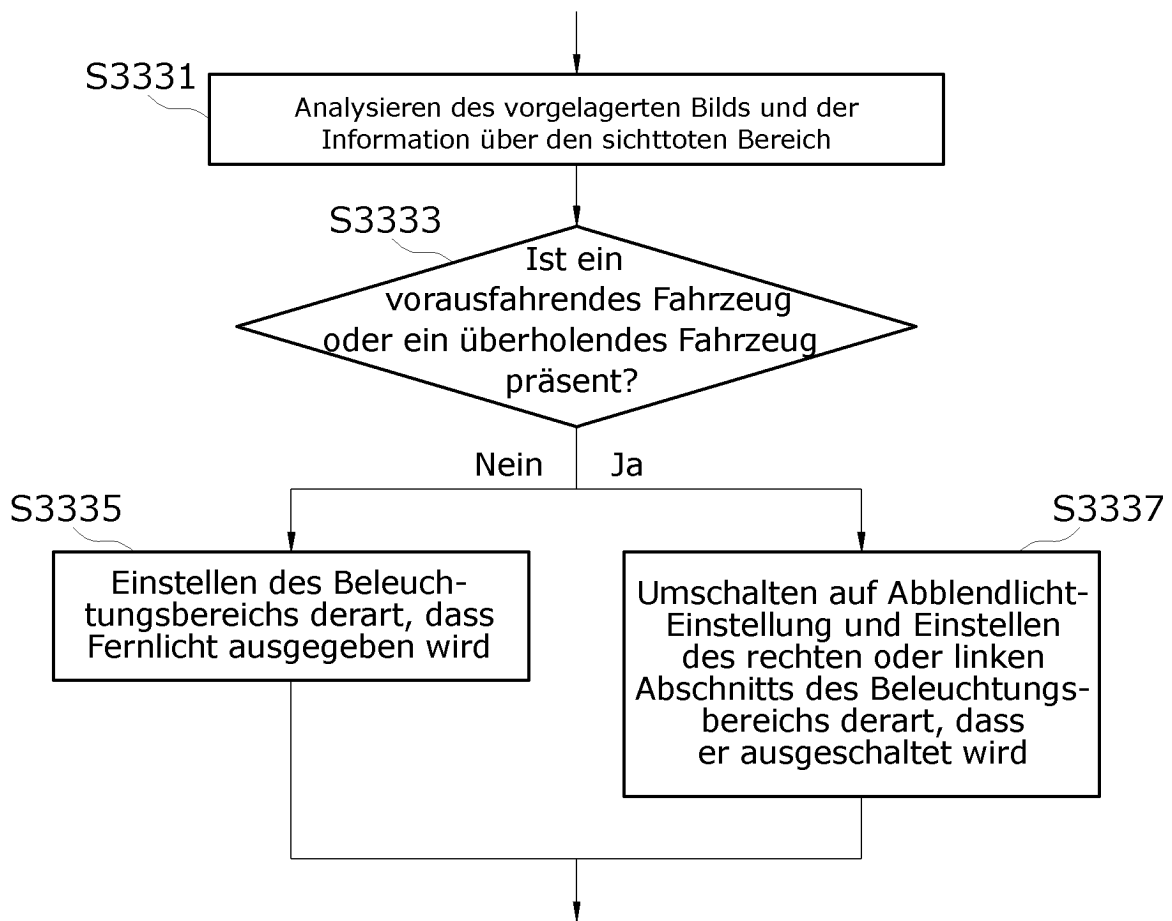 S3331
Analysieren des vorgelagerten Bilds und der
Information über den sichttoten Bereich
S3333
Ist ein
vorausfahrendes Fahrzeug
oder ein überholendes Fahrzeug
präsent?
Nein
Ja
S3335
Einstellen des Beleuch-
tungsbereichs derart, dass
Fernlicht ausgegeben wird
S3337
Umschalten auf Abblendlicht-
Einstellung und Einstellen
des rechten oder linken
Abschnitts des Beleuchtungs-
bereichs derart, dass
er ausgeschaltet wird